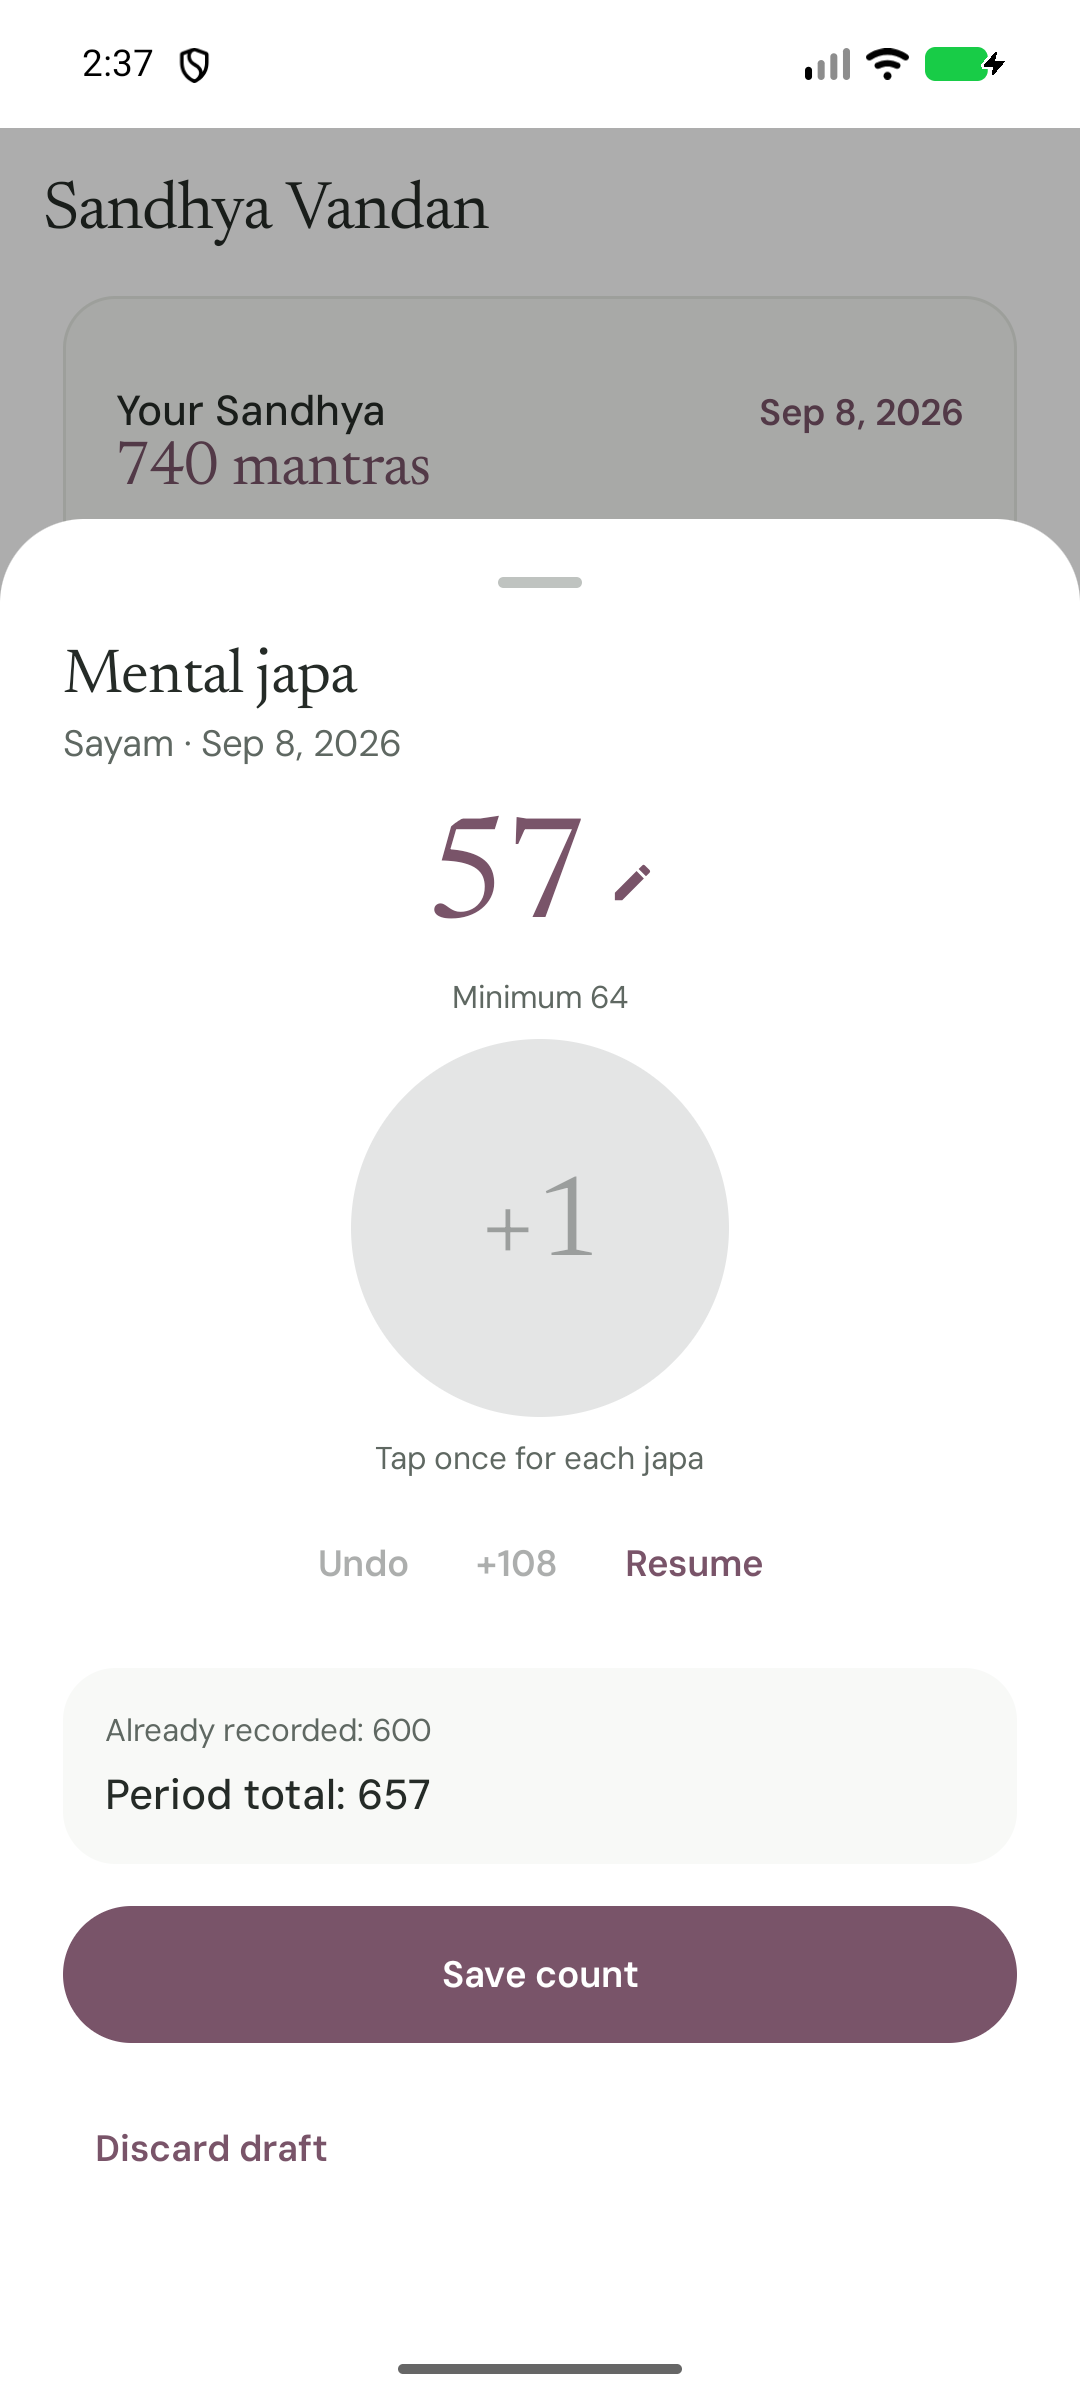 2:37
Sandhya Vandan
Your Sandhya
Sep 8, 2026
740 mantras
Mental japa
Sayam · Sep 8, 2026
57
Minimum 64
+1
Tap once for each japa
Undo +108 Resume
Already recorded: 600
Period total: 657
Save count
Discard draft